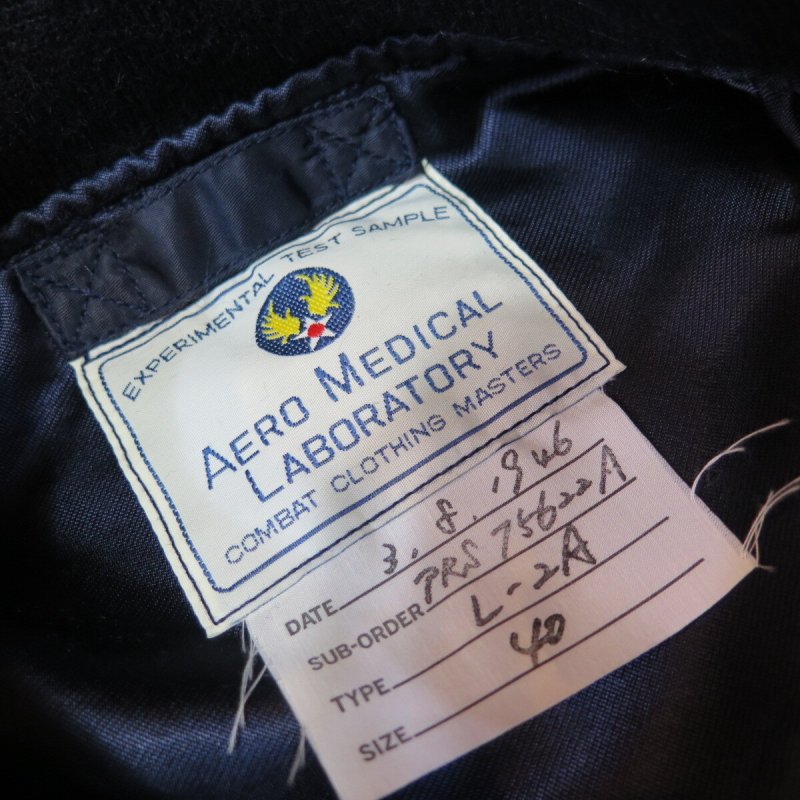 EXPERIMENTAL TEST SAMPLE
AERO MEDICAL
LABORATORY
COMBAT CLOTHING MASTERS
DATE 3.8.1946
SUB-ORDER PRS 75622A
TYPE L-2A
SIZE 40